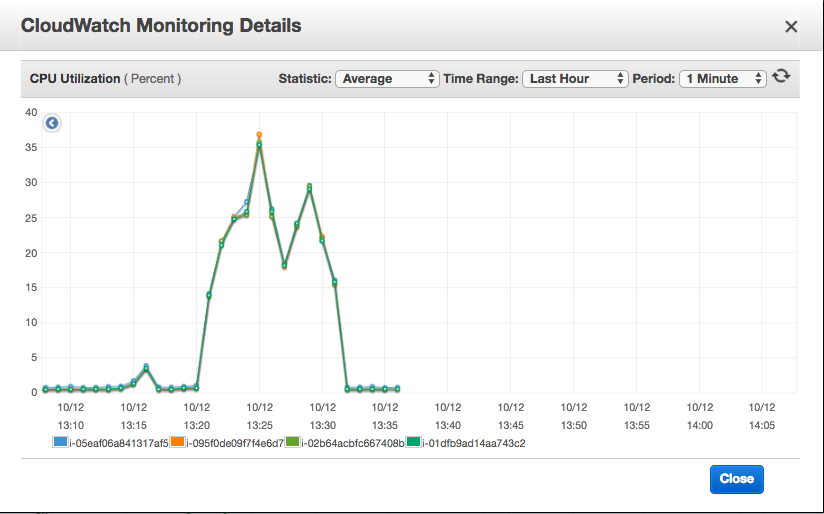 CloudWatch Monitoring Details
CPU Utilization ( Percent ) Statistic: Average Time Range: Last Hour Period: 1 Minute
40
35
30
25
20
15
10
5
0
10/12 10/12 10/12 10/12 10/12 10/12 10/12 10/12 10/12 10/12 10/12 10/12
13:10 13:15 13:20 13:25 13:30 13:35 13:40 13:45 13:50 13:55 14:00 14:05
i-05eaf06a841317af5 i-095f0de09f7f4e6d7 i-02b64acbfc667408b i-01dfb9ad14aa743c2
Close